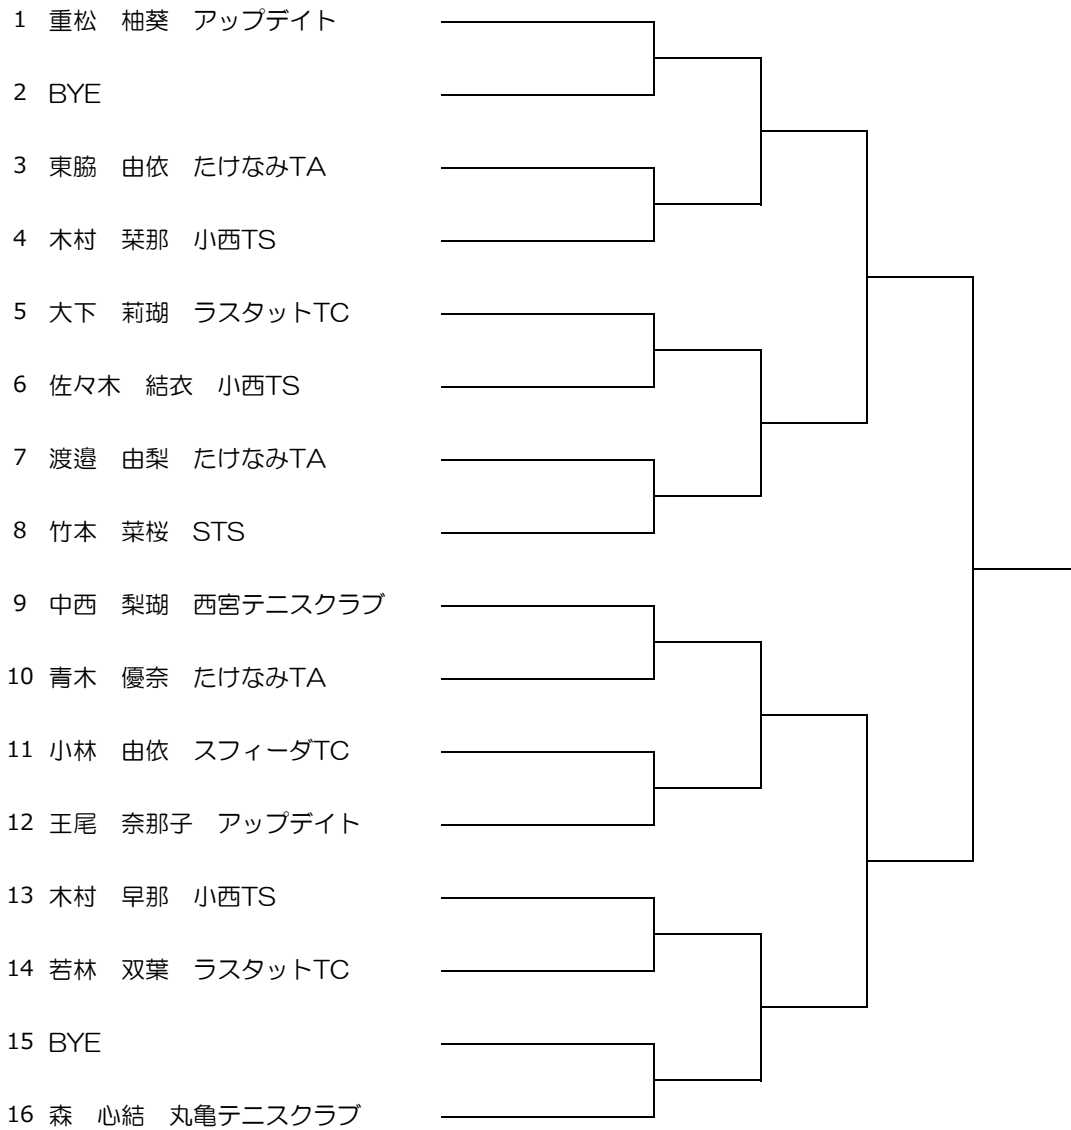 1 重松　柚葵　アップデイト
2 BYE
3 東脇　由依　たけなみTA
4 木村　栞那　小西TS
5 大下　莉瑚　ラスタットTC
6 佐々木　結衣　小西TS
7 渡邉　由梨　たけなみTA
8 竹本　菜桜　STS
9 中西　梨瑚　西宮テニスクラブ
10 青木　優奈　たけなみTA
11 小林　由依　スフィーダTC
12 王尾　奈那子　アップデイト
13 木村　早那　小西TS
14 若林　双葉　ラスタットTC
15 BYE
16 森　心結　丸亀テニスクラブ